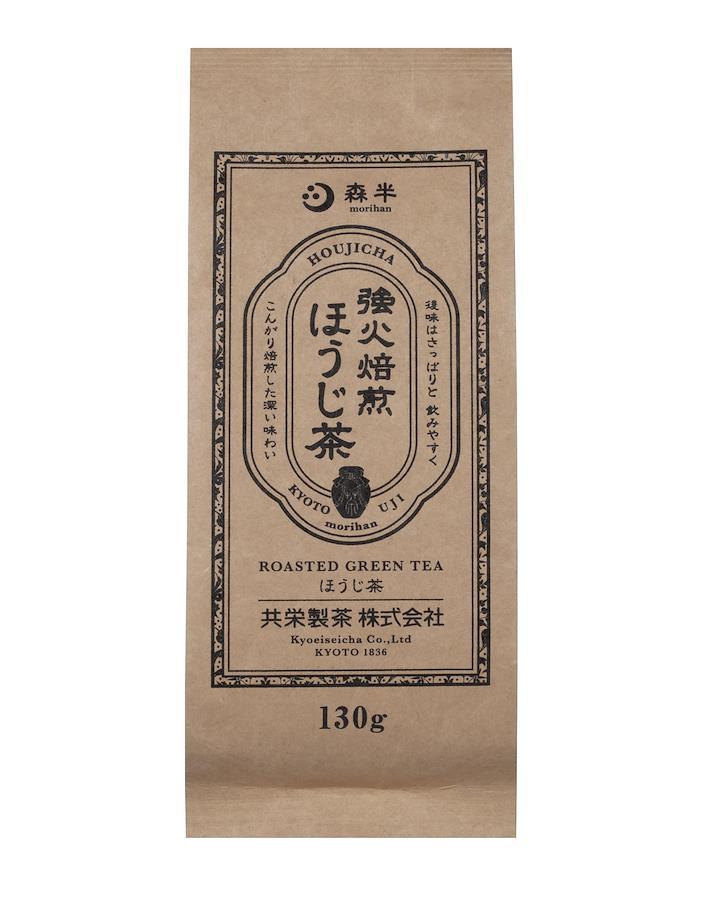 森半
morihan
HOUJICHA
強火焙煎
ほうじ茶
後味はさっぱりと 飲みやすく
こんがり焙煎した深い味わい
KYOTO UJI
morihan
ROASTED GREEN TEA
ほうじ茶
共栄製茶 株式会社
Kyoeiseicha Co.,Ltd
KYOTO 1836
130g